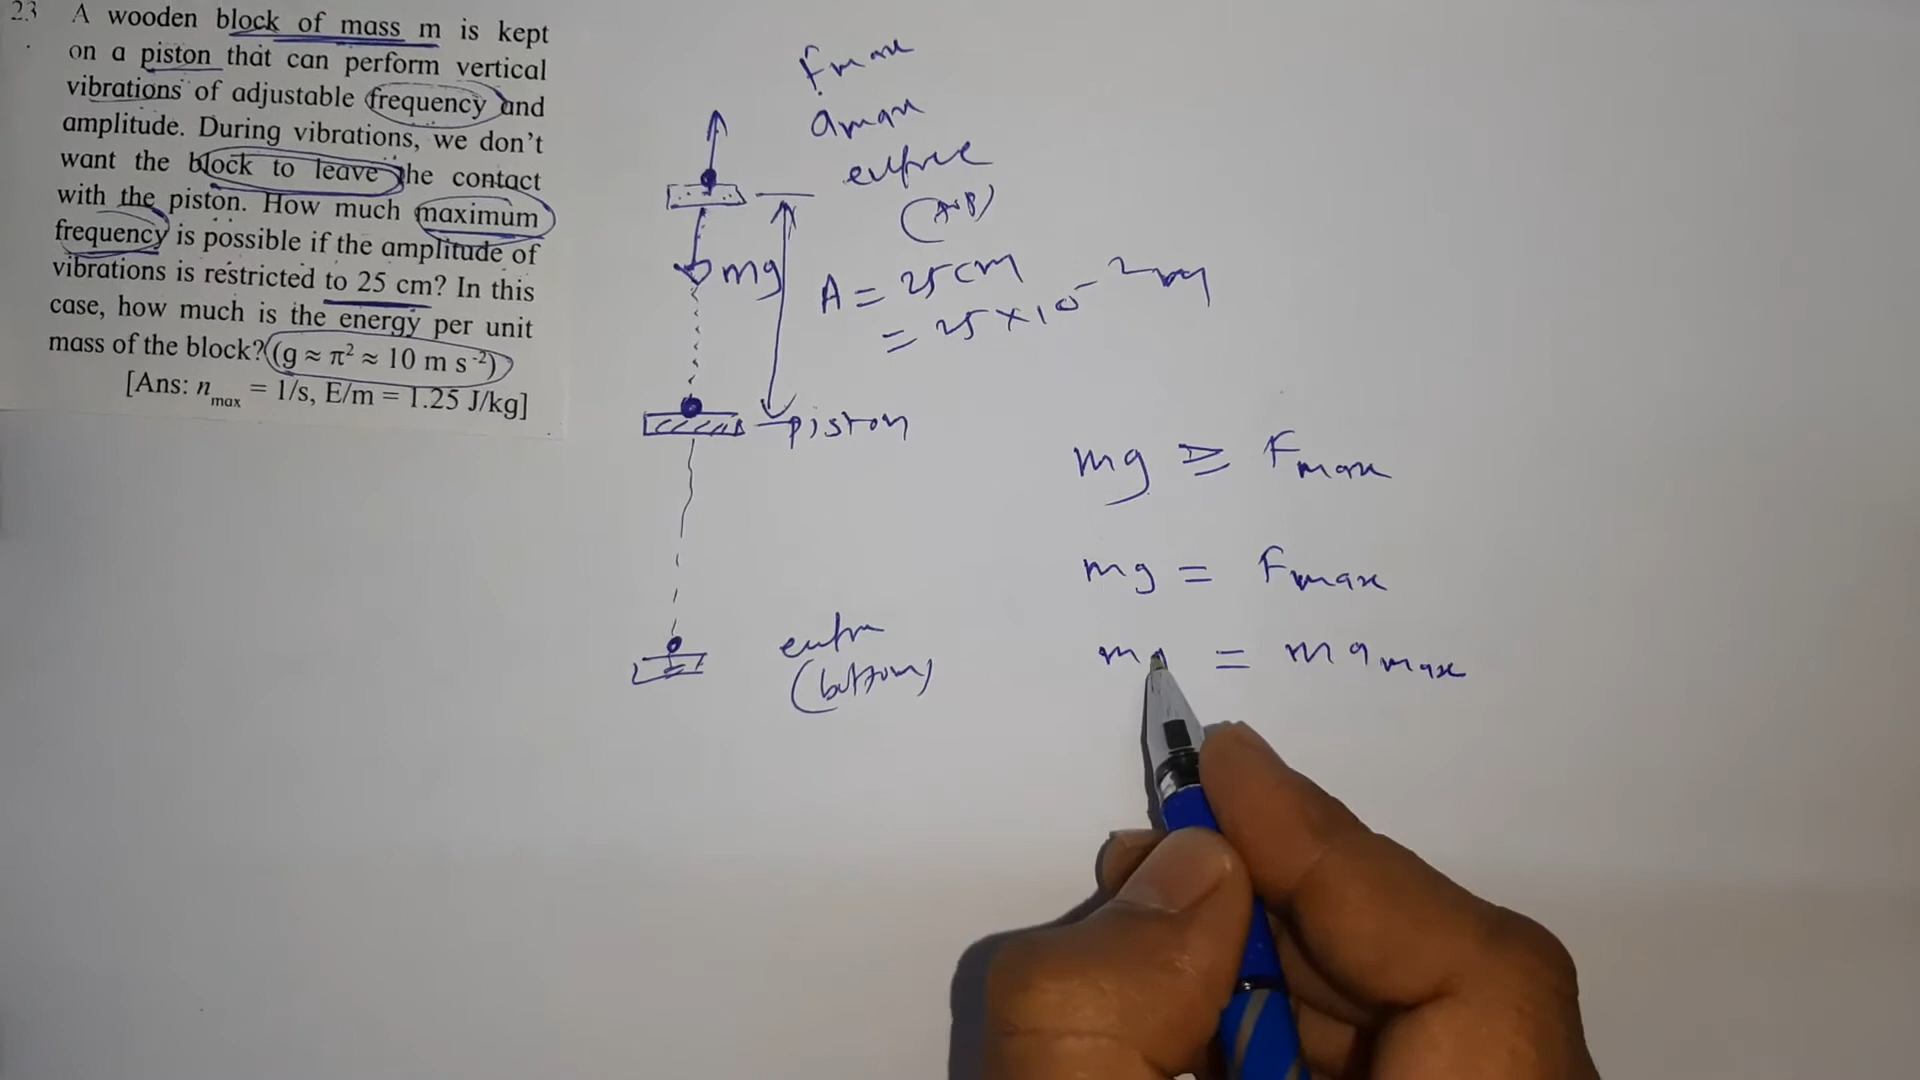 23 A wooden block of mass m is kept
on a piston that can perform vertical
vibrations of adjustable frequency and
amplitude. During vibrations, we don't
want the block to leave the contact
with the piston. How much maximum
frequency is possible if the amplitude of
vibrations is restricted to 25 cm? In this
case, how much is the energy per unit
mass of the block? (g ≈ π² ≈ 10 m s⁻²)
[Ans: n_max = 1/s, E/m = 1.25 J/kg]
Fmax
amax
mg
A = 25 cm
= 25 × 10⁻² m
piston
(bottom)
mg ≥ Fmax
mg = Fmax
mg = m amax